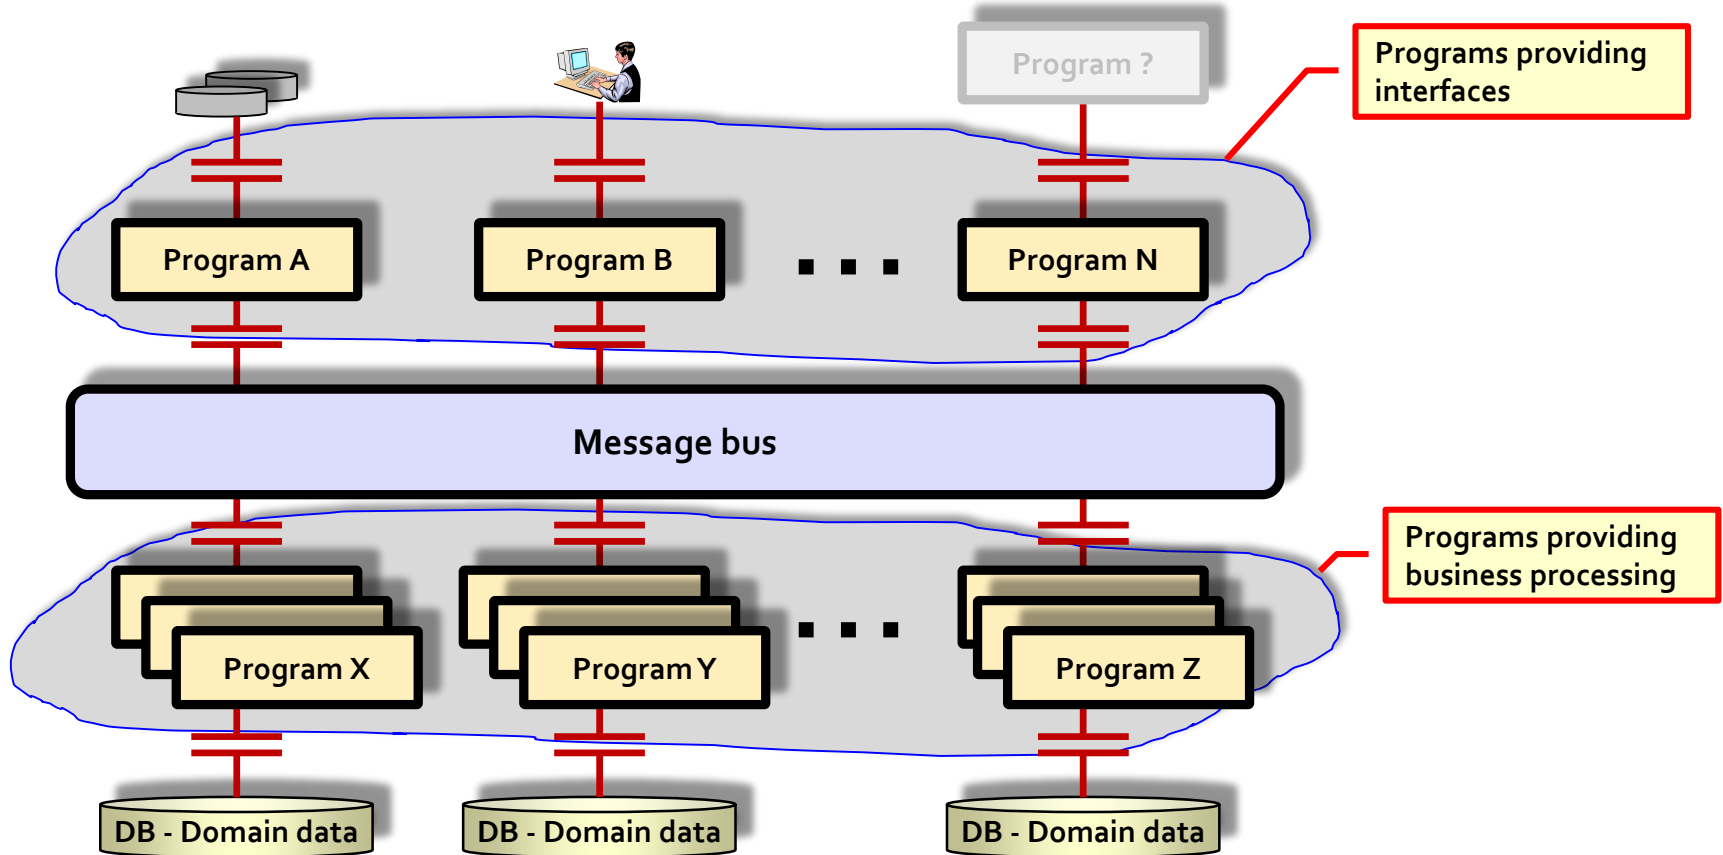 Program ?
Programs providing
interfaces
Program A
Program B
Program N
Message bus
Programs providing
business processing
Program X
Program Y
Program Z
DB - Domain data
DB - Domain data
DB - Domain data